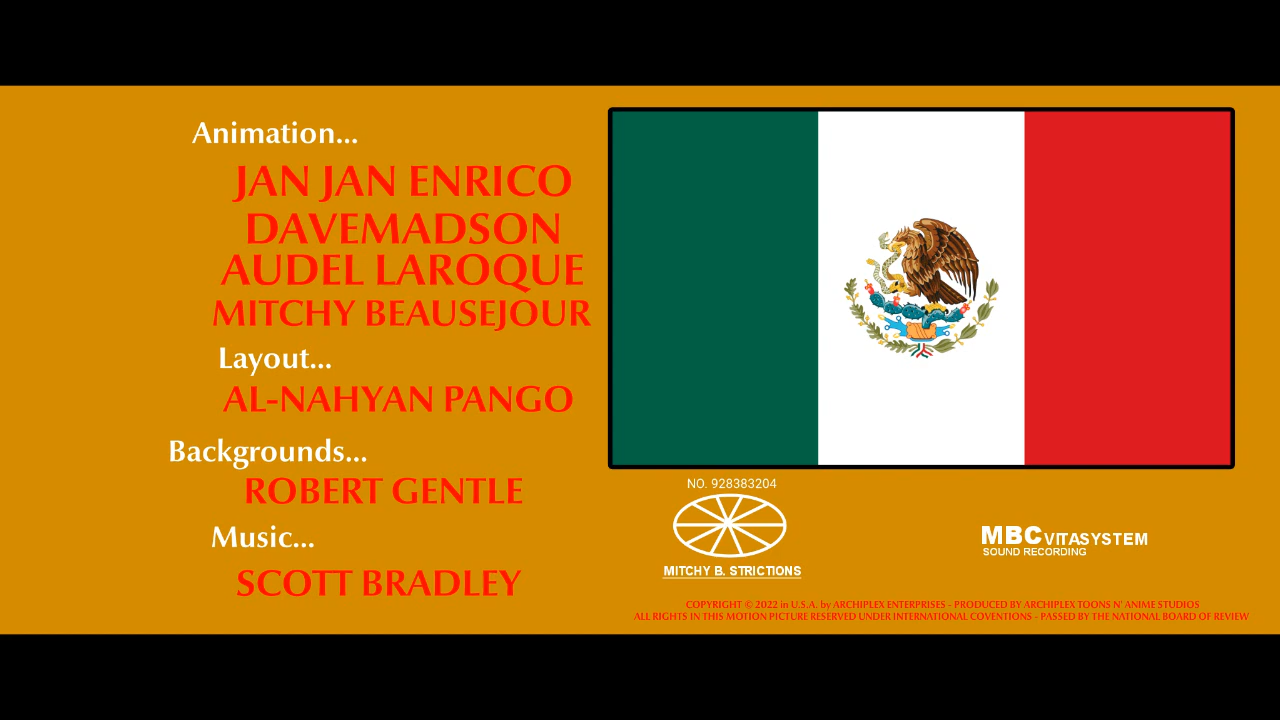 Animation...
JAN JAN ENRICO
DAVEMADSON
AUDEL LAROQUE
MITCHY BEAUSEJOUR
Layout...
AL-NAHYAN PANGO
Backgrounds...
ROBERT GENTLE
Music...
SCOTT BRADLEY
NO. 928383204
MITCHY B. STRICTIONS
MBC VITASYSTEM
SOUND RECORDING
COPYRIGHT © 2022 in U.S.A. by ARCHIPLEX ENTERPRISES - PRODUCED BY ARCHIPLEX TOONS N' ANIME STUDIOS
ALL RIGHTS IN THIS MOTION PICTURE RESERVED UNDER INTERNATIONAL COVENTIONS - PASSED BY THE NATIONAL BOARD OF REVIEW